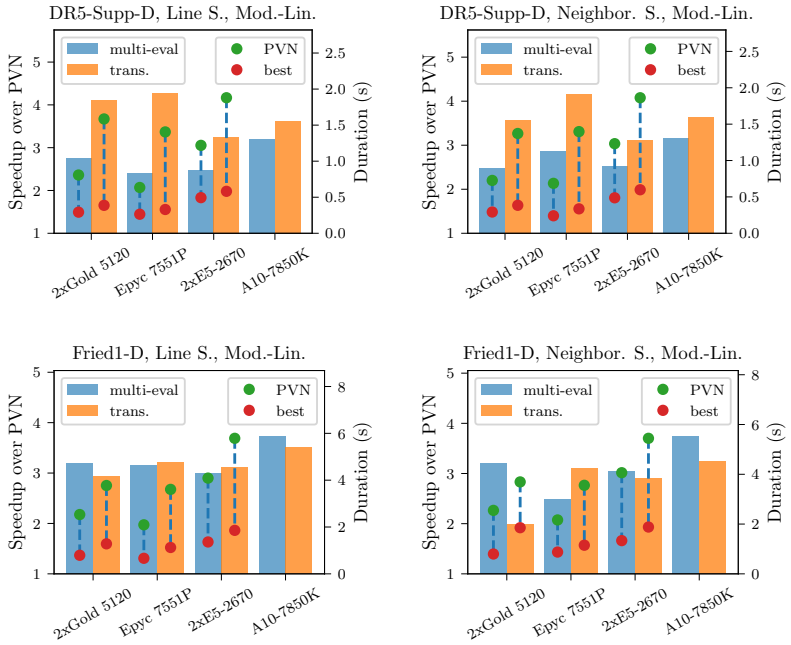 DR5-Supp-D, Line S., Mod.-Lin.
Speedup over PVN
5
4
3
2
1
multi-eval
trans.
PVN
best
2.5
2.0
1.5
1.0
0.5
0.0
Duration (s)
2xGold 5120
Epyc 7551P
2xE5-2670
A10-7850K
DR5-Supp-D, Neighbor. S., Mod.-Lin.
Speedup over PVN
5
4
3
2
1
multi-eval
trans.
PVN
best
2.5
2.0
1.5
1.0
0.5
0.0
Duration (s)
2xGold 5120
Epyc 7551P
2xE5-2670
A10-7850K
Fried1-D, Line S., Mod.-Lin.
Speedup over PVN
5
4
3
2
1
multi-eval
trans.
PVN
best
8
6
4
2
0
Duration (s)
2xGold 5120
Epyc 7551P
2xE5-2670
A10-7850K
Fried1-D, Neighbor. S., Mod.-Lin.
Speedup over PVN
5
4
3
2
1
multi-eval
trans.
PVN
best
8
6
4
2
0
Duration (s)
2xGold 5120
Epyc 7551P
2xE5-2670
A10-7850K